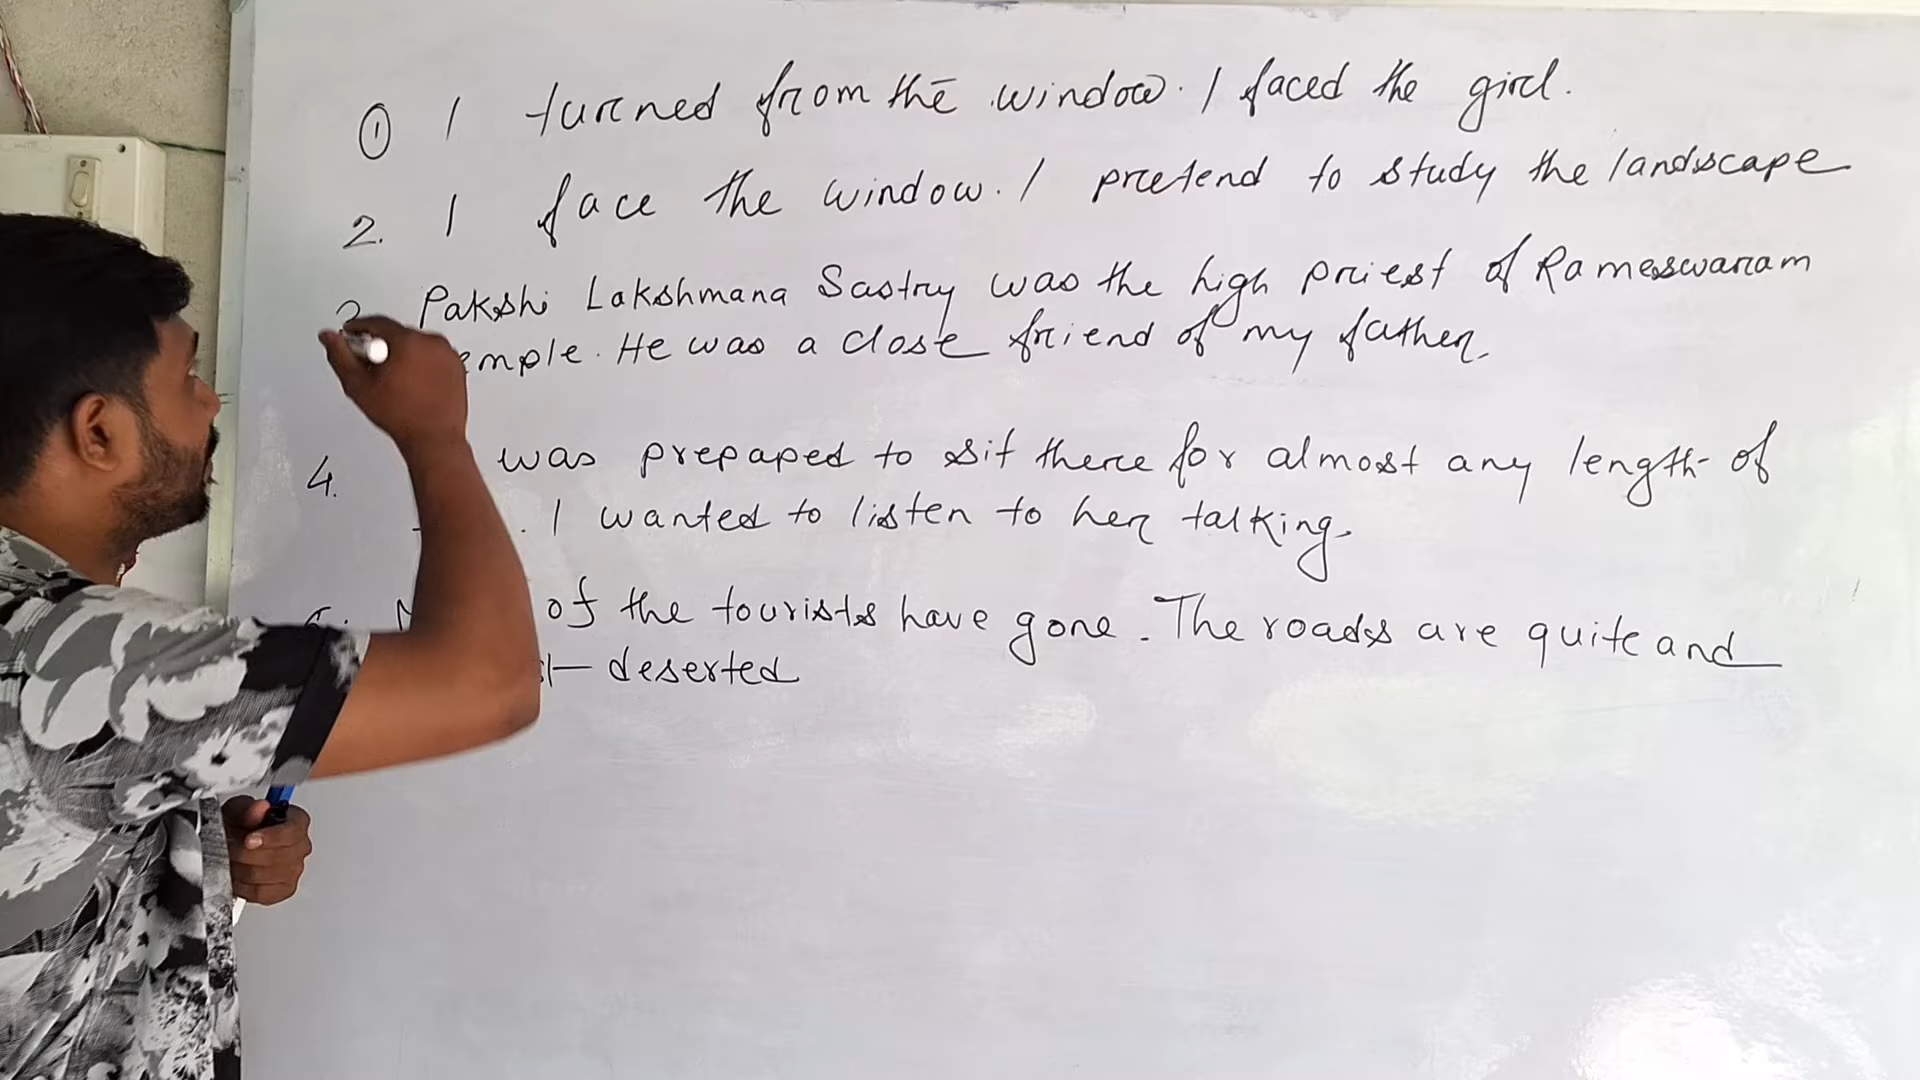 ① I turned from the window. I faced the girl.
2. I face the window. I pretend to study the landscape
3. Pakshi Lakshmana Sastry was the high priest of Rameswaram
emple. He was a close friend of my father.
4. was prepaped to sit there for almost any length of
. I wanted to listen to her talking.
of the tourists have gone. The roads are quite and
deserted